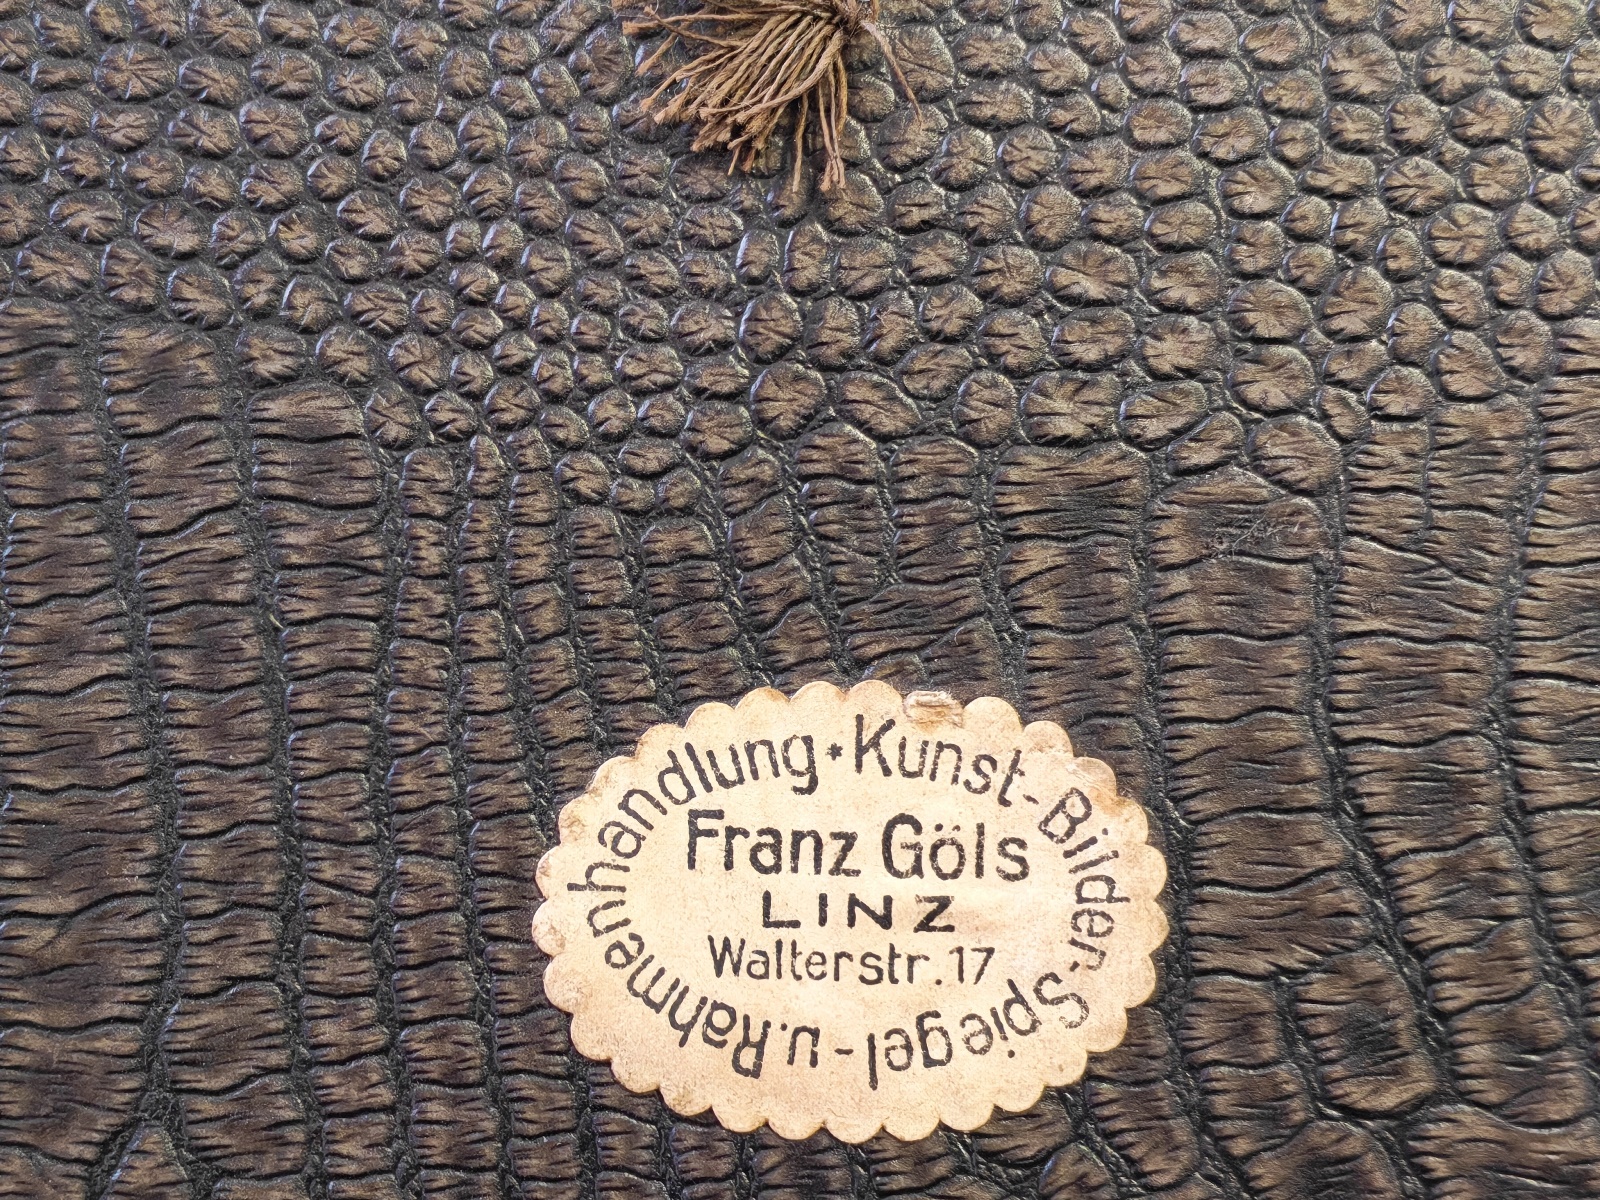 Kunst-Bilder-Spiegel-u.Rahmenhandlung*
Franz Göls
LINZ
Walterstr.17